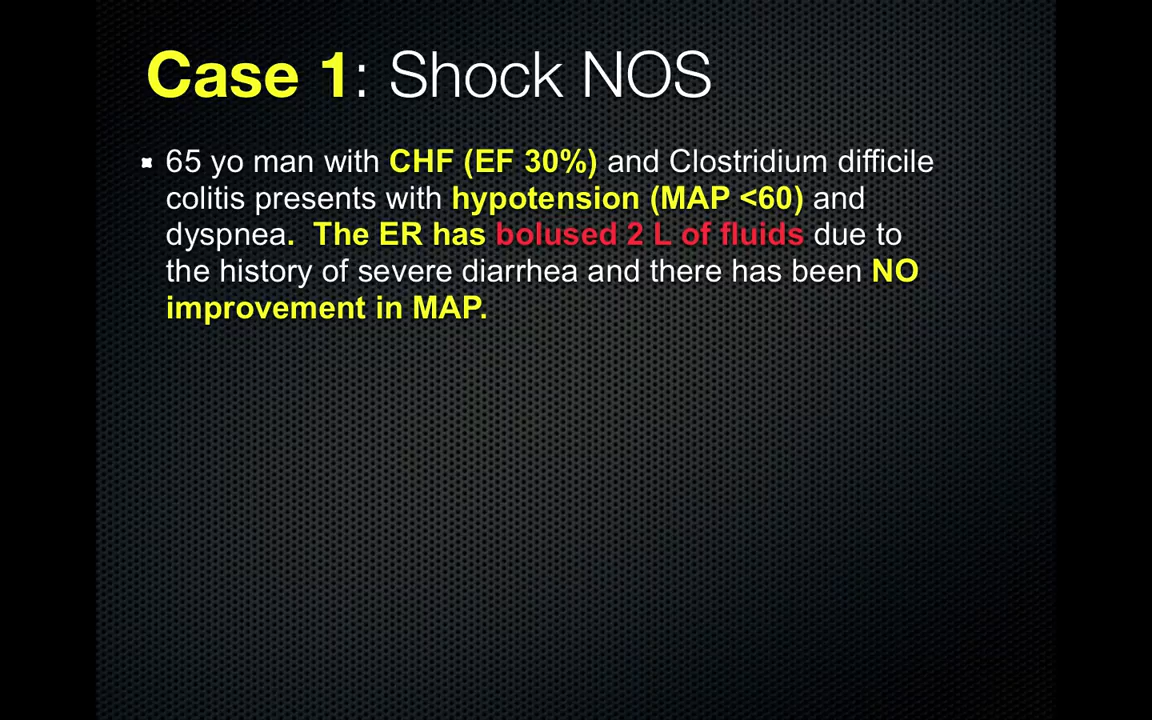 Case 1: Shock NOS
65 yo man with CHF (EF 30%) and Clostridium difficile
colitis presents with hypotension (MAP <60) and
dyspnea.  The ER has bolused 2 L of fluids due to
the history of severe diarrhea and there has been NO
improvement in MAP.